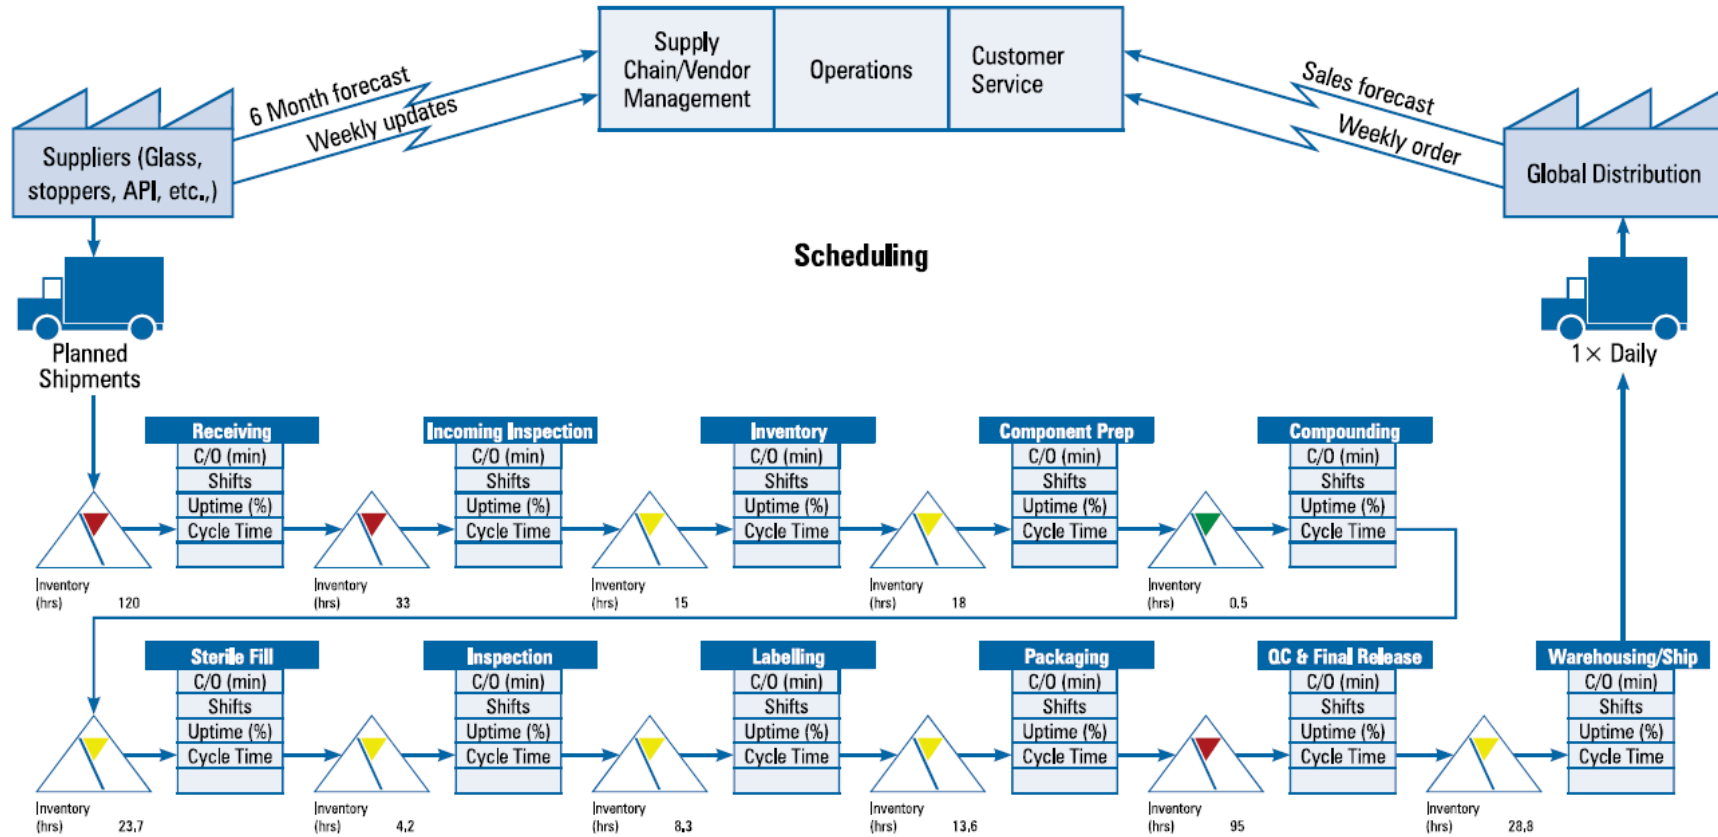 Supply
Chain/Vendor
Management
Operations
Customer
Service
6 Month forecast
Weekly updates
Sales forecast
Weekly order
Suppliers (Glass,
stoppers, API, etc.,)
Global Distribution
Scheduling
Planned
Shipments
1× Daily
Receiving
C/O (min)
Shifts
Uptime (%)
Cycle Time
Incoming Inspection
C/O (min)
Shifts
Uptime (%)
Cycle Time
Inventory
C/O (min)
Shifts
Uptime (%)
Cycle Time
Component Prep
C/O (min)
Shifts
Uptime (%)
Cycle Time
Compounding
C/O (min)
Shifts
Uptime (%)
Cycle Time
Inventory
(hrs) 120
Inventory
(hrs) 33
Inventory
(hrs) 15
Inventory
(hrs) 18
Inventory
(hrs) 0.5
Sterile Fill
C/O (min)
Shifts
Uptime (%)
Cycle Time
Inspection
C/O (min)
Shifts
Uptime (%)
Cycle Time
Labelling
C/O (min)
Shifts
Uptime (%)
Cycle Time
Packaging
C/O (min)
Shifts
Uptime (%)
Cycle Time
QC & Final Release
C/O (min)
Shifts
Uptime (%)
Cycle Time
Warehousing/Ship
C/O (min)
Shifts
Uptime (%)
Cycle Time
Inventory
(hrs) 23.7
Inventory
(hrs) 4.2
Inventory
(hrs) 8.3
Inventory
(hrs) 13.6
Inventory
(hrs) 95
Inventory
(hrs) 28.8